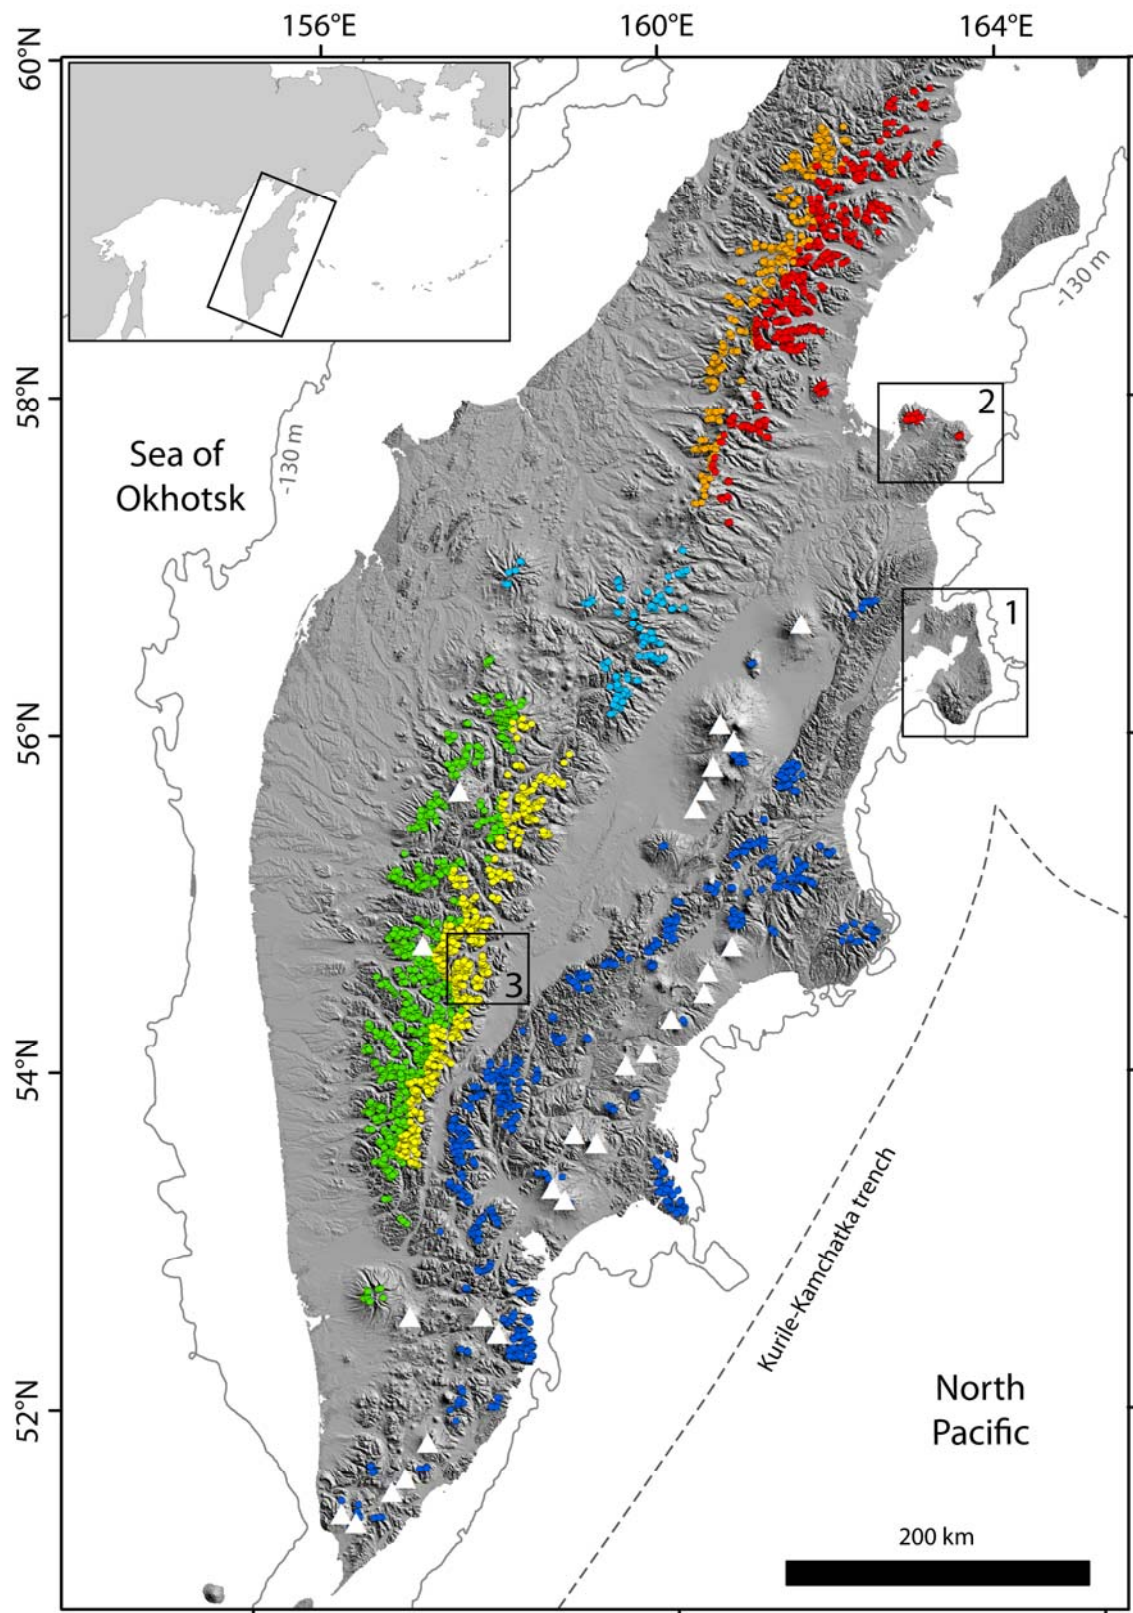 156°E
160°E
164°E
60°N
-130 m
58°N
2
Sea of
Okhotsk
-130 m
1
56°N
3
54°N
Kurile-Kamchatka trench
North
Pacific
52°N
200 km